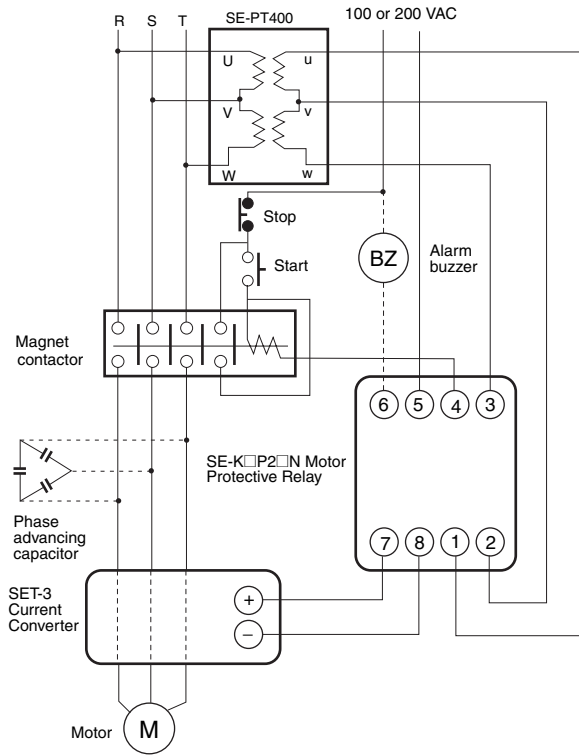 SE-PT400
100 or 200 VAC
R S T
U u
V v
W w
Stop
Start
BZ
Alarm
buzzer
Magnet
contactor
6 5 4 3
SE-K□P2□N Motor
Protective Relay
Phase
advancing
capacitor
7 8 1 2
SET-3
Current
Converter
+
−
Motor
M